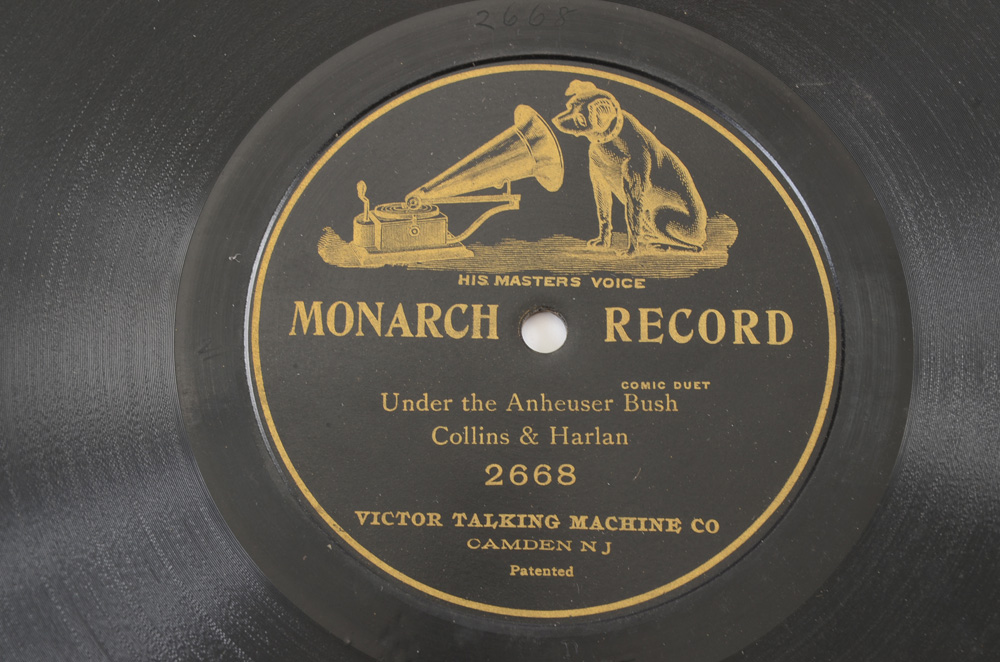 2668
HIS MASTERS VOICE
MONARCH RECORD
COMIC DUET
Under the Anheuser Bush
Collins & Harlan
2668
VICTOR TALKING MACHINE CO
CAMDEN N J
Patented